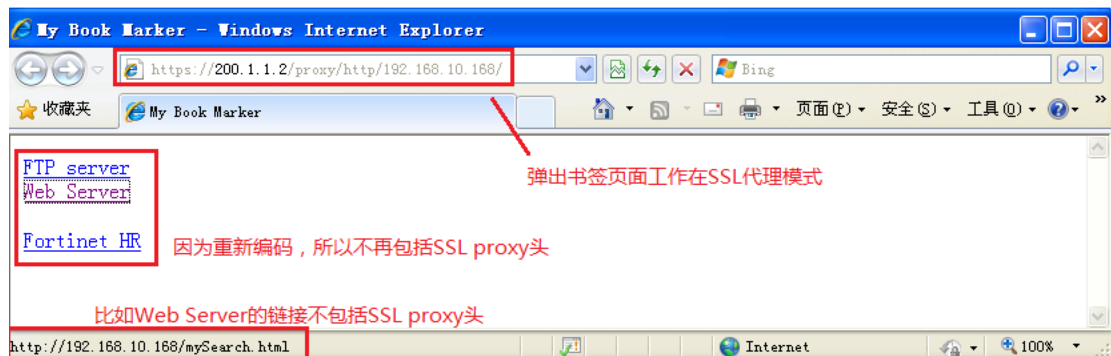 My Book Marker - Windows Internet Explorer
https://200.1.1.2/proxy/http/192.168.10.168/
Bing
收藏夹
My Book Marker
页面(P)
安全(S)
工具(O)
FTP server
Web Server
弹出书签页面工作在SSL代理模式
Fortinet HR
因为重新编码，所以不再包括SSL proxy头
比如Web Server的链接不包括SSL proxy头
http://192.168.10.168/mySearch.html
Internet
100%